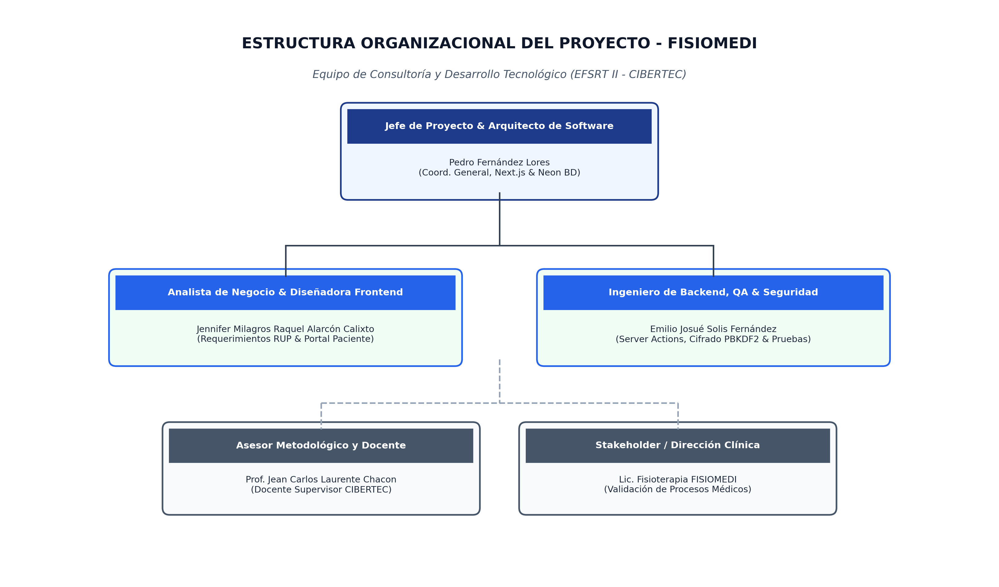 ESTRUCTURA ORGANIZACIONAL DEL PROYECTO - FISIOMEDI
Equipo de Consultoría y Desarrollo Tecnológico (EFSRT II - CIBERTEC)
Jefe de Proyecto & Arquitecto de Software
Pedro Fernández Lores
(Coord. General, Next.js & Neon BD)
Analista de Negocio & Diseñadora Frontend
Jennifer Milagros Raquel Alarcón Calixto
(Requerimientos RUP & Portal Paciente)
Ingeniero de Backend, QA & Seguridad
Emilio Josué Solis Fernández
(Server Actions, Cifrado PBKDF2 & Pruebas)
Asesor Metodológico y Docente
Prof. Jean Carlos Laurente Chacon
(Docente Supervisor CIBERTEC)
Stakeholder / Dirección Clínica
Lic. Fisioterapia FISIOMEDI
(Validación de Procesos Médicos)